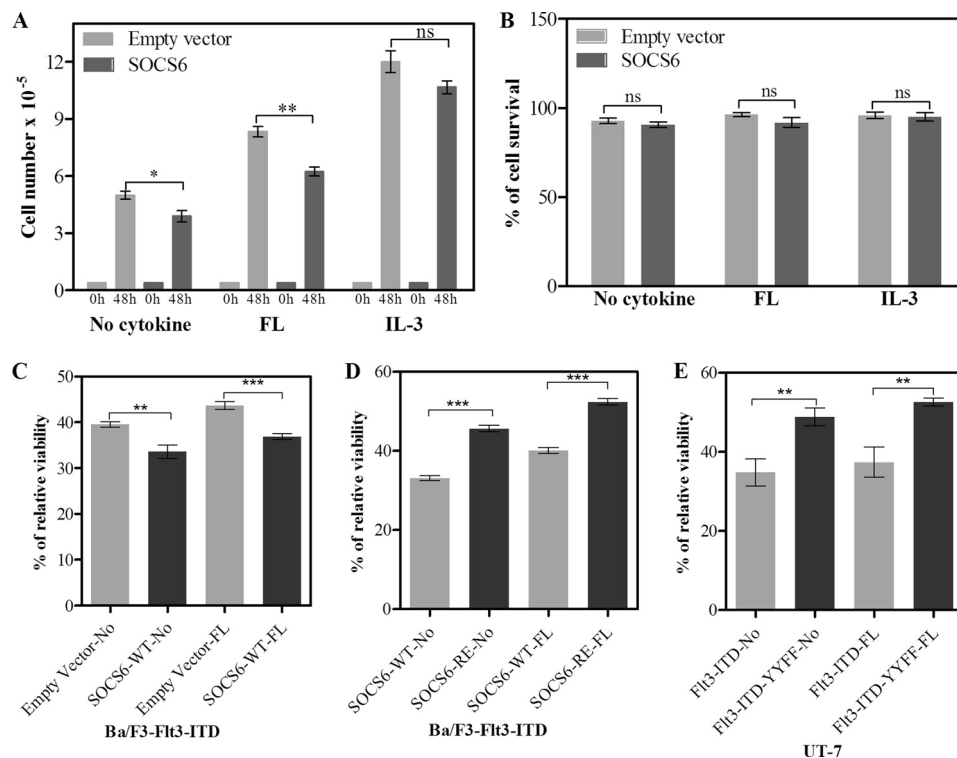 A
Cell number x 10⁻⁵
12
9
6
3
0
Empty vector
SOCS6
*
**
ns
0h 48h 0h 48h 0h 48h 0h 48h 0h 48h 0h 48h
No cytokine FL IL-3
B
% of cell survival
150
100
50
0
Empty vector
SOCS6
ns ns ns
No cytokine FL IL-3
C
% of relative viability
50
40
30
20
10
0
** ***
Empty Vector-No
SOCS6-WT-No
Empty Vector-FL
SOCS6-WT-FL
Ba/F3-Flt3-ITD
D
% of relative viability
60
40
20
0
*** ***
SOCS6-WT-No
SOCS6-RE-No
SOCS6-WT-FL
SOCS6-RE-FL
Ba/F3-Flt3-ITD
E
% of relative viability
60
40
20
0
** **
Flt3-ITD-No
Flt3-ITD-YYFF-No
Flt3-ITD-FL
Flt3-ITD-YYFF-FL
UT-7